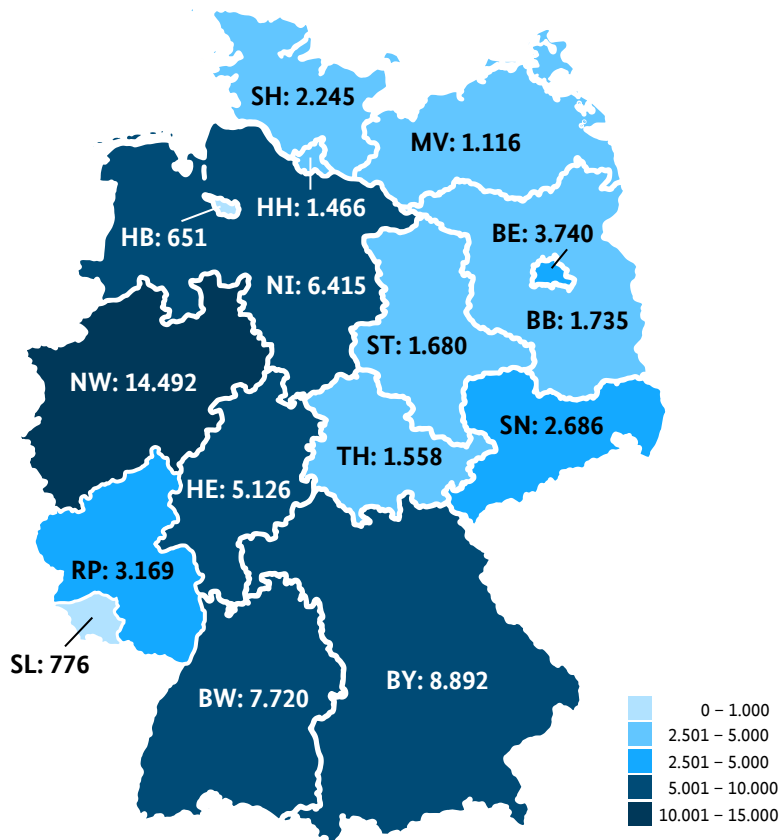 SH: 2.245
MV: 1.116
HH: 1.466
HB: 651
BE: 3.740
NI: 6.415
BB: 1.735
ST: 1.680
NW: 14.492
SN: 2.686
TH: 1.558
HE: 5.126
RP: 3.169
SL: 776
BY: 8.892
BW: 7.720
0 – 1.000
2.501 – 5.000
2.501 – 5.000
5.001 – 10.000
10.001 – 15.000